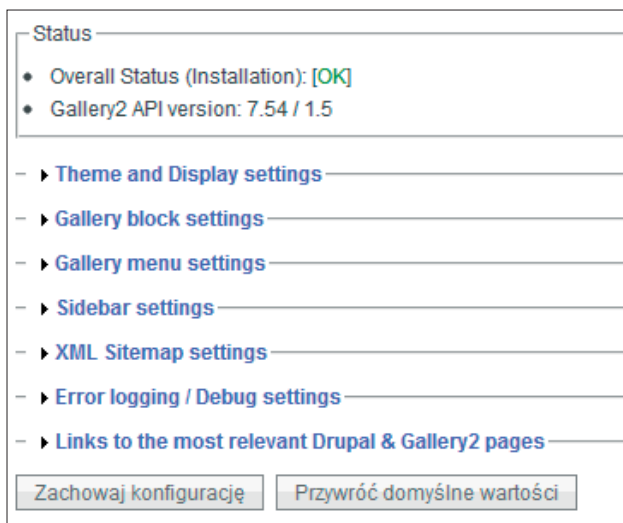 Status
Overall Status (Installation): [OK]
Gallery2 API version: 7.54 / 1.5
Theme and Display settings
Gallery block settings
Gallery menu settings
Sidebar settings
XML Sitemap settings
Error logging / Debug settings
Links to the most relevant Drupal & Gallery2 pages
Zachowaj konfigurację Przywróć domyślne wartości